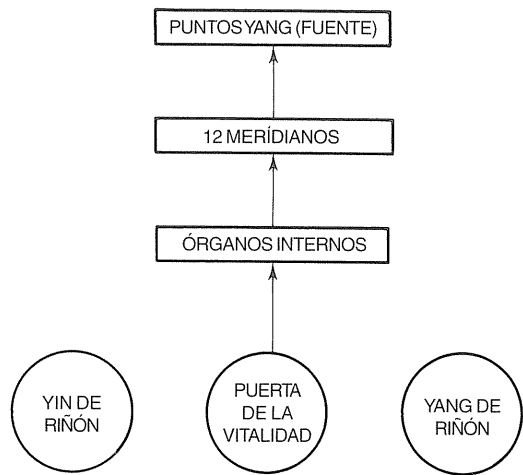 PUNTOS YANG (FUENTE)
12 MERÍDIANOS
ÓRGANOS INTERNOS
YIN DE
RIÑÓN
PUERTA
DE LA
VITALIDAD
YANG DE
RIÑÓN